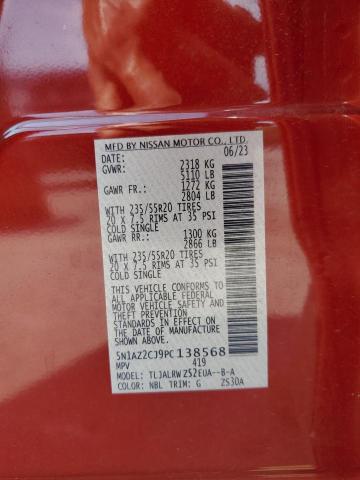 MFD BY NISSAN MOTOR CO., LTD.
DATE: 06/23
GVWR: 2318 KG
5110 LB
GAWR FR: 1272 KG
2804 LB
WITH 235/55R20 TIRES
20 X 7.5 RIMS AT 35 PSI
COLD SINGLE
GAWR RR: 1300 KG
2866 LB
WITH 235/55R20 TIRES
20 X 7.5 RIMS AT 35 PSI
COLD SINGLE
THIS VEHICLE CONFORMS TO
ALL APPLICABLE FEDERAL
MOTOR VEHICLE SAFETY
STANDARDS IN EFFECT ON
THE DATE OF MANUFACTURE
SHOWN ABOVE.
5N1AZ2CJ9PC138568
MPV 419
MODEL: TLJALRWZ52EUA--B-A
COLOR: NBL TRIM: G ZS30A